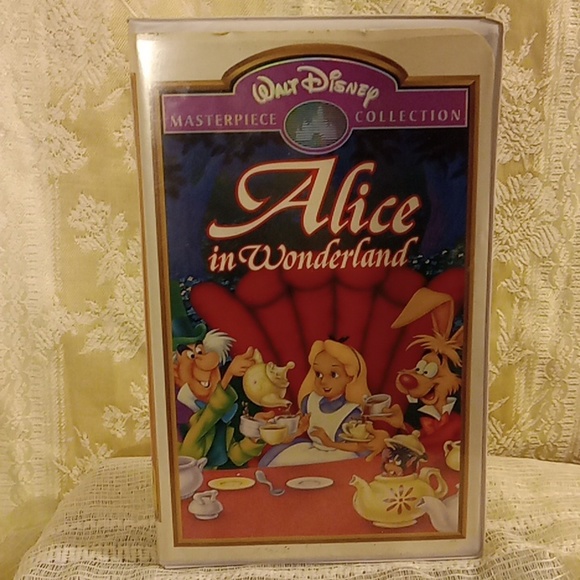 WALT DISNEY
MASTERPIECE COLLECTION
Alice
in Wonderland